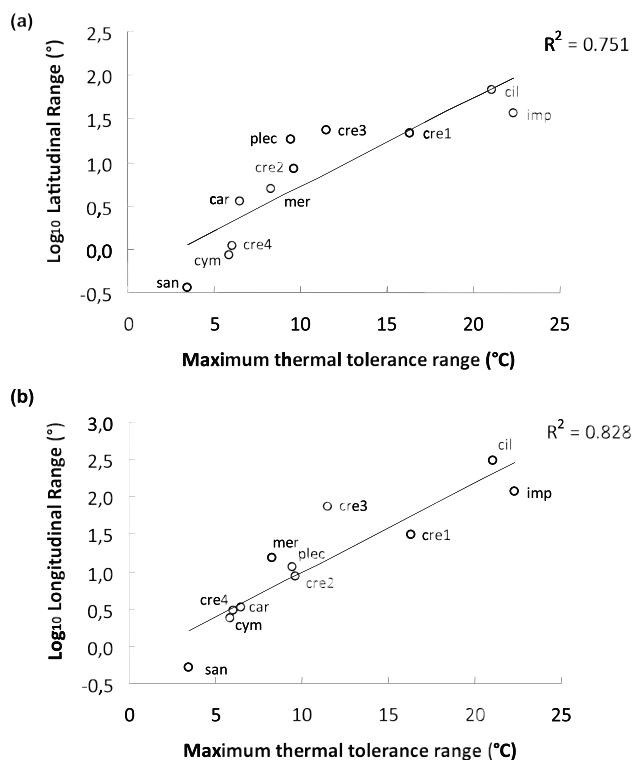 (a)
Log₁₀ Latitudinal Range (°)
2,5
2,0
1,5
1,0
0,5
0,0
-0,5
R² = 0.751
cil
imp
cre3
plec
cre1
cre2
car
mer
cre4
cym
san
0 5 10 15 20 25
Maximum thermal tolerance range (°C)
(b)
Log₁₀ Longitudinal Range (°)
3,0
2,5
2,0
1,5
1,0
0,5
0,0
-0,5
R² = 0.828
cil
imp
cre3
cre1
mer
plec
cre2
cre4
car
cym
san
0 5 10 15 20 25
Maximum thermal tolerance range (°C)